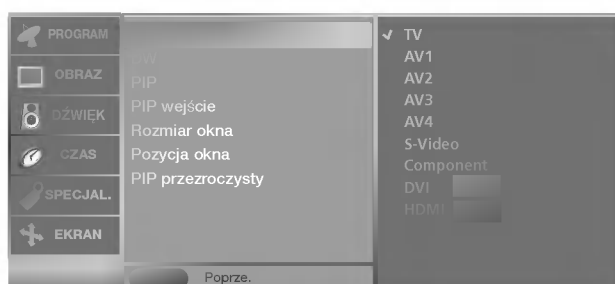 PROGRAM
OBRAZ
DŹWIĘK
CZAS
SPECJAL.
EKRAN
DW
PIP
PIP wejście
Rozmiar okna
Pozycja okna
PIP przezroczysty
Poprze.
TV
AV1
AV2
AV3
AV4
S-Video
Component
DVI
HDMI